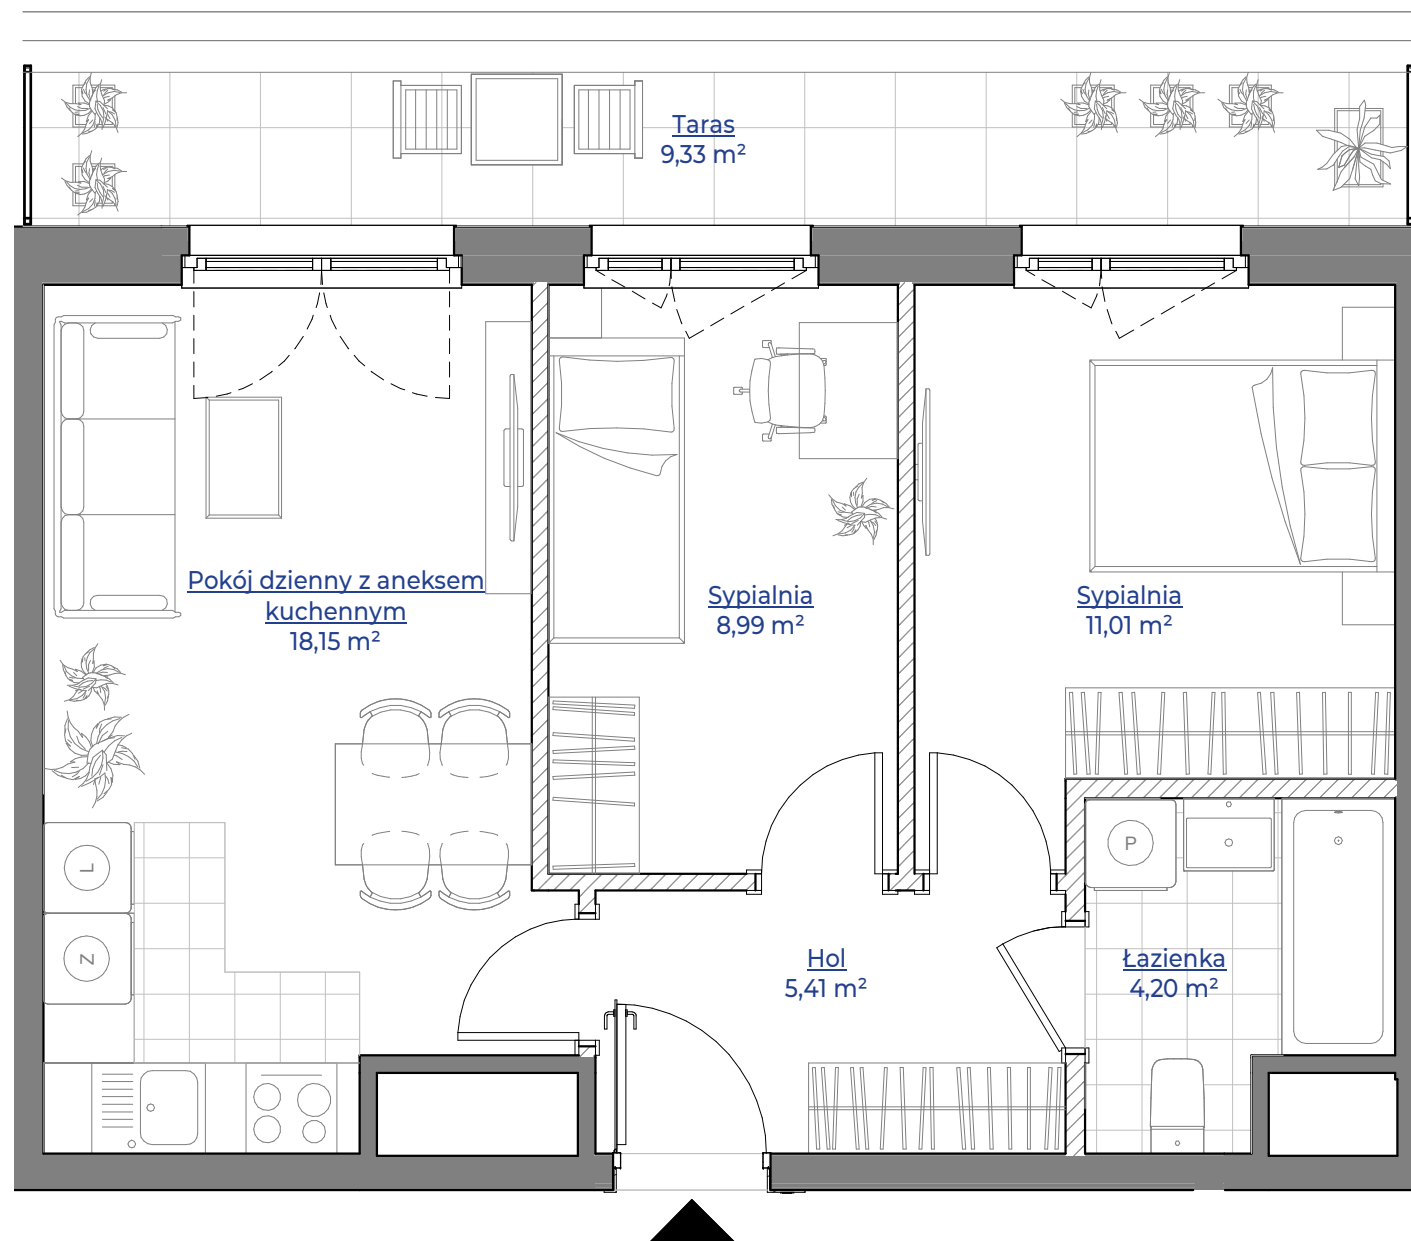 Taras
9,33 m²
Pokój dzienny z aneksem
kuchennym
18,15 m²
Sypialnia
8,99 m²
Sypialnia
11,01 m²
L
Z
P
Hol
5,41 m²
Łazienka
4,20 m²